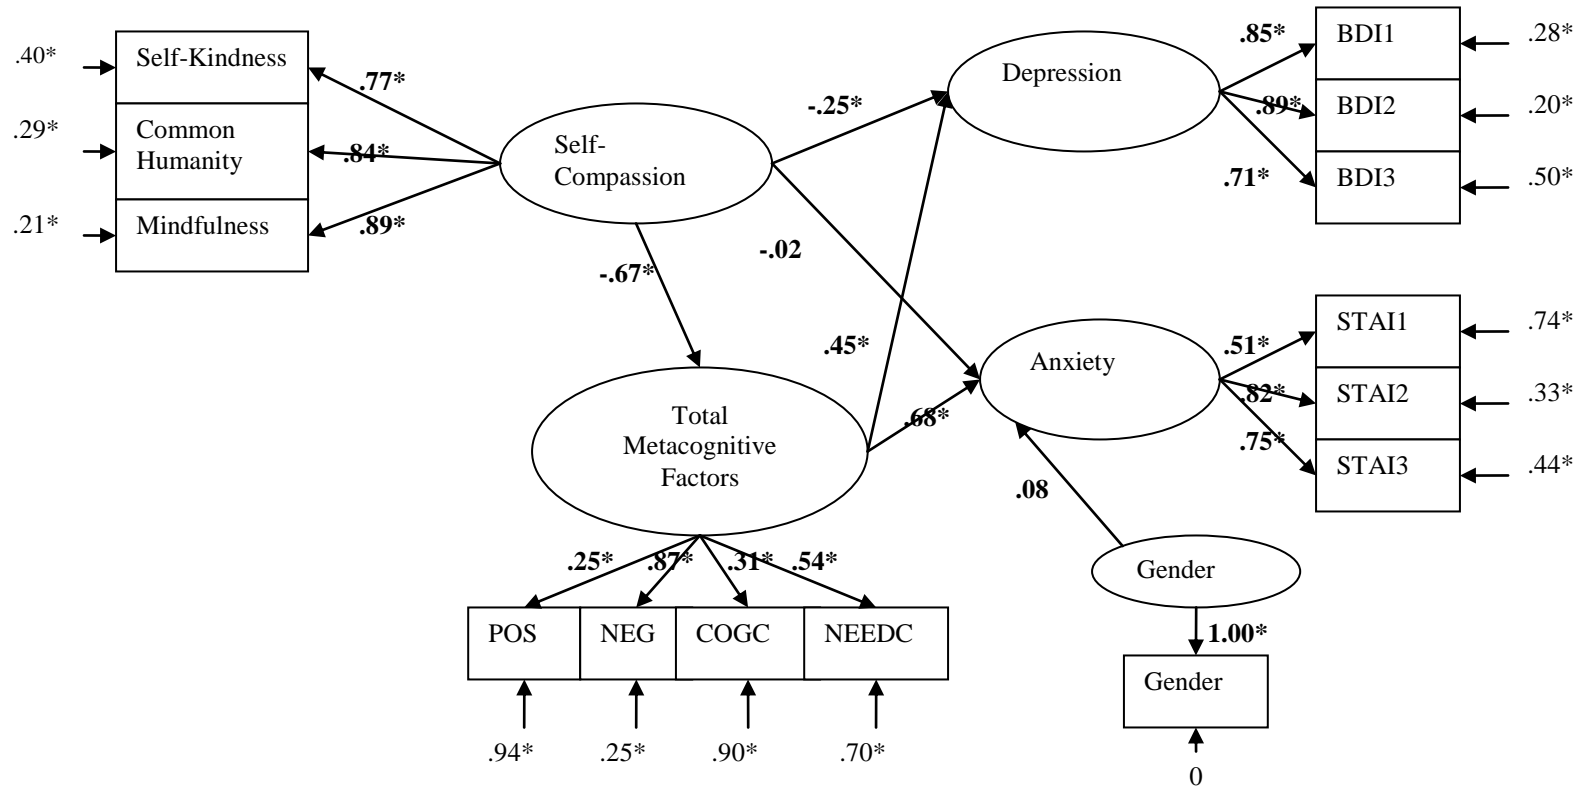 .40*
Self-Kindness
.77*
.29*
Common
Humanity
.84*
.21*
Mindfulness
.89*
Self-
Compassion
-.25*
Depression
.85*
BDI1
.28*
.89*
BDI2
.20*
.71*
BDI3
.50*
-.67*
-.02
.45*
.68*
Anxiety
.51*
STAI1
.74*
.82*
STAI2
.33*
.75*
STAI3
.44*
Total
Metacognitive
Factors
.08
.25*
.87*
.31*
.54*
Gender
1.00*
POS
NEG
COGC
NEEDC
Gender
.94*
.25*
.90*
.70*
0